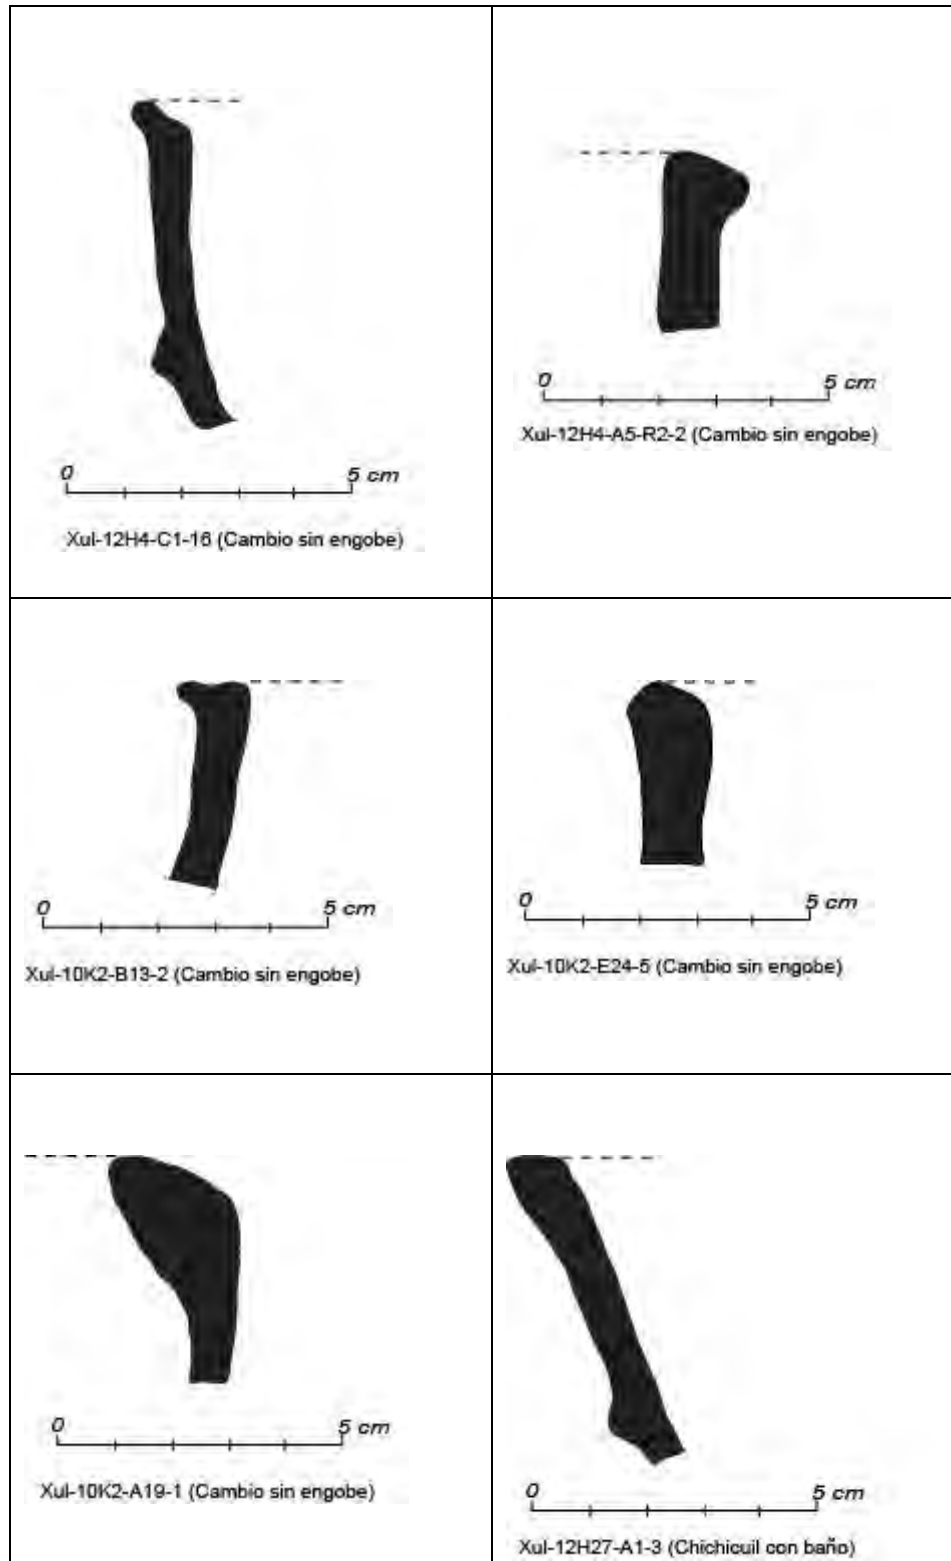 0 5 cm
Xul-12H4-C1-16 (Cambio sin engobe)
0 5 cm
Xul-12H4-A5-R2-2 (Cambio sin engobe)
0 5 cm
Xul-10K2-B13-2 (Cambio sin engobe)
0 5 cm
Xul-10K2-E24-5 (Cambio sin engobe)
0 5 cm
Xul-10K2-A19-1 (Cambio sin engobe)
0 5 cm
Xul-12H27-A1-3 (Chichicuil con baño)